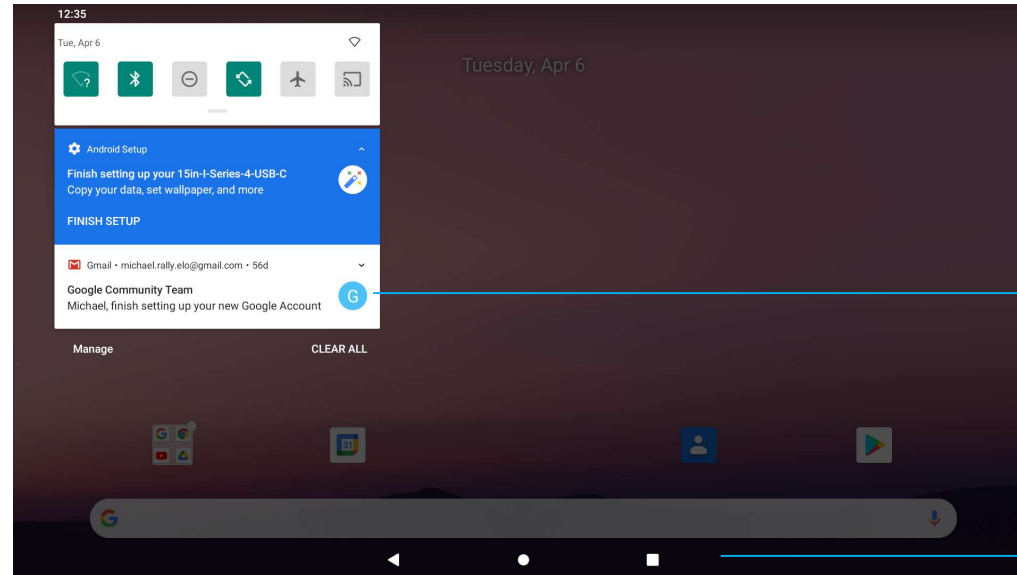 12:35
Tue, Apr 6
?
Tuesday, Apr 6
Android Setup
Finish setting up your 15in-I-Series-4-USB-C
Copy your data, set wallpaper, and more
FINISH SETUP
Gmail • michael.rally.elo@gmail.com • 56d
Google Community Team
Michael, finish setting up your new Google Account
G
Manage
CLEAR ALL
G
31
G